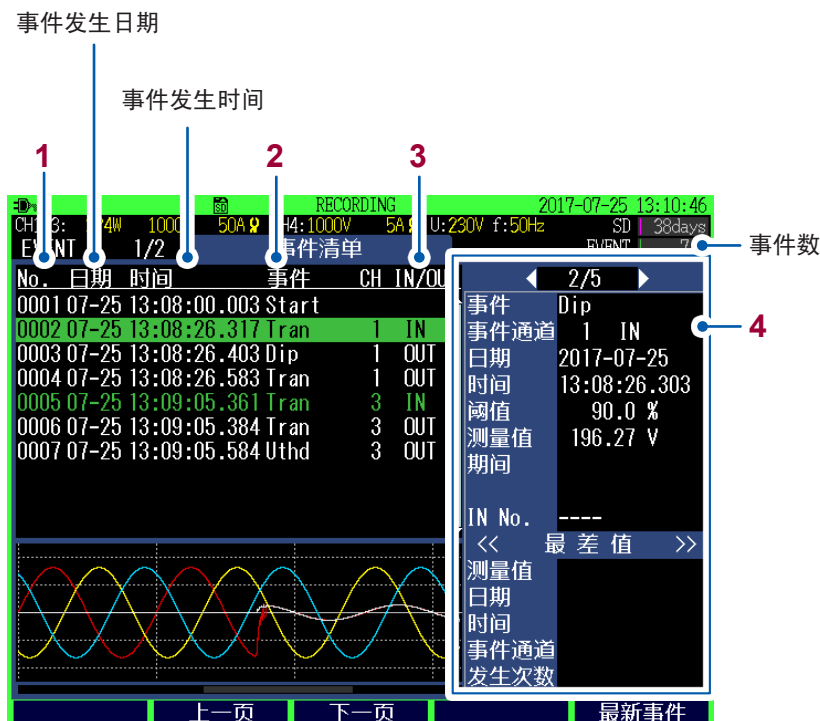 事件发生日期
事件发生时间
1
2
3
RECORDING 2017-07-25 13:10:46
1000 50A H4:1000V 5A U:230V f:50Hz SD 38days
EVENT 1/2 事件清单 EVENT 7
事件数
No. 日期 时间 事件 CH IN/OU
0001 07-25 13:08:00.003 Start
0002 07-25 13:08:26.317 Tran 1 IN
0003 07-25 13:08:26.403 Dip 1 OUT
0004 07-25 13:08:26.583 Tran 1 OUT
0005 07-25 13:09:05.361 Tran 3 IN
0006 07-25 13:09:05.384 Tran 3 OUT
0007 07-25 13:09:05.584 Uthd 3 OUT
2/5
事件 Dip
事件通道 1 IN
4
日期 2017-07-25
时间 13:08:26.303
阈值 90.0 %
测量值 196.27 V
期间
IN No. ----
<< 最差值 >>
测量值
日期
时间
事件通道
发生次数
上一页 下一页 最新事件